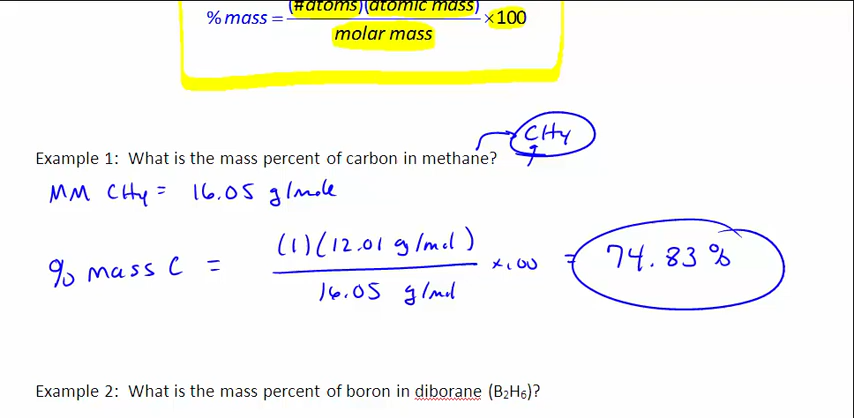 % mass = (#atoms)(atomic mass) / molar mass ×100
CH4
Example 1: What is the mass percent of carbon in methane?
MM CH4 = 16.05 g/mole
% mass C = (1)(12.01 g/mol) / 16.05 g/mol ×100 = 74.83 %
Example 2: What is the mass percent of boron in diborane (B₂H₆)?